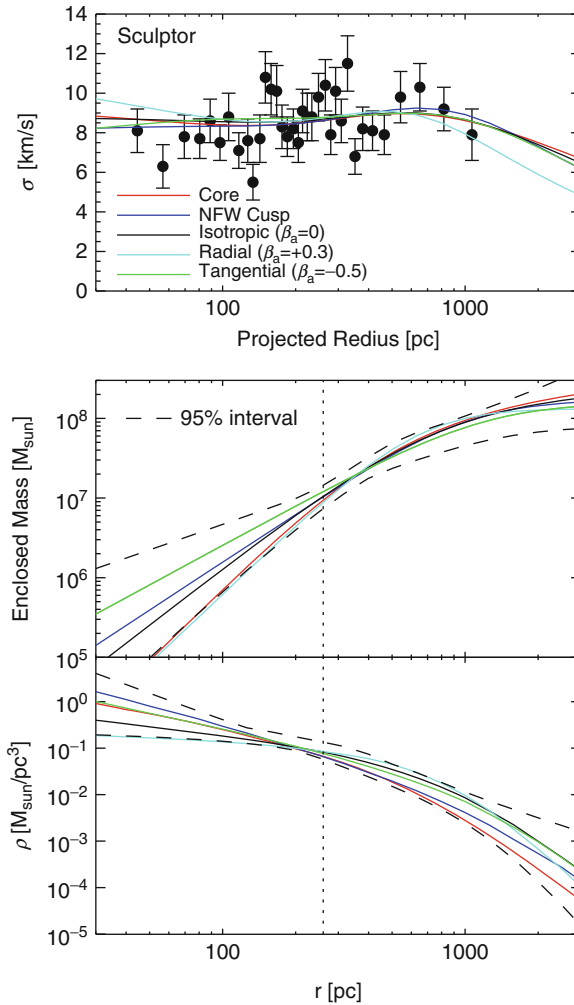 14
12
10
8
6
4
2
0
σ [km/s]
Sculptor
Core
NFW Cusp
Isotropic (βa=0)
Radial (βa=+0.3)
Tangential (βa=−0.5)
100
1000
Projected Radius [pc]
Enclosed Mass [Msun]
10^8
10^7
10^6
10^5
95% interval
ρ [Msun/pc^3]
10^0
10^-1
10^-2
10^-3
10^-4
10^-5
100
1000
r [pc]